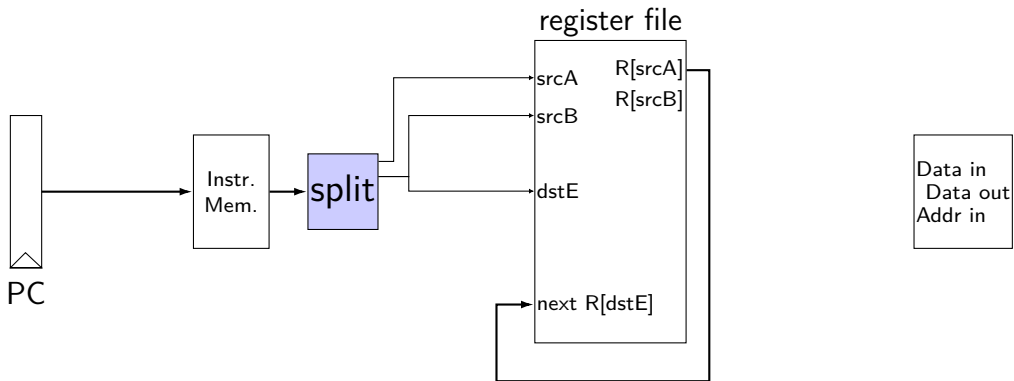 register file
srcA
R[srcA]
R[srcB]
srcB
Instr.
Mem.
split
dstE
Data in
Data out
Addr in
PC
next R[dstE]